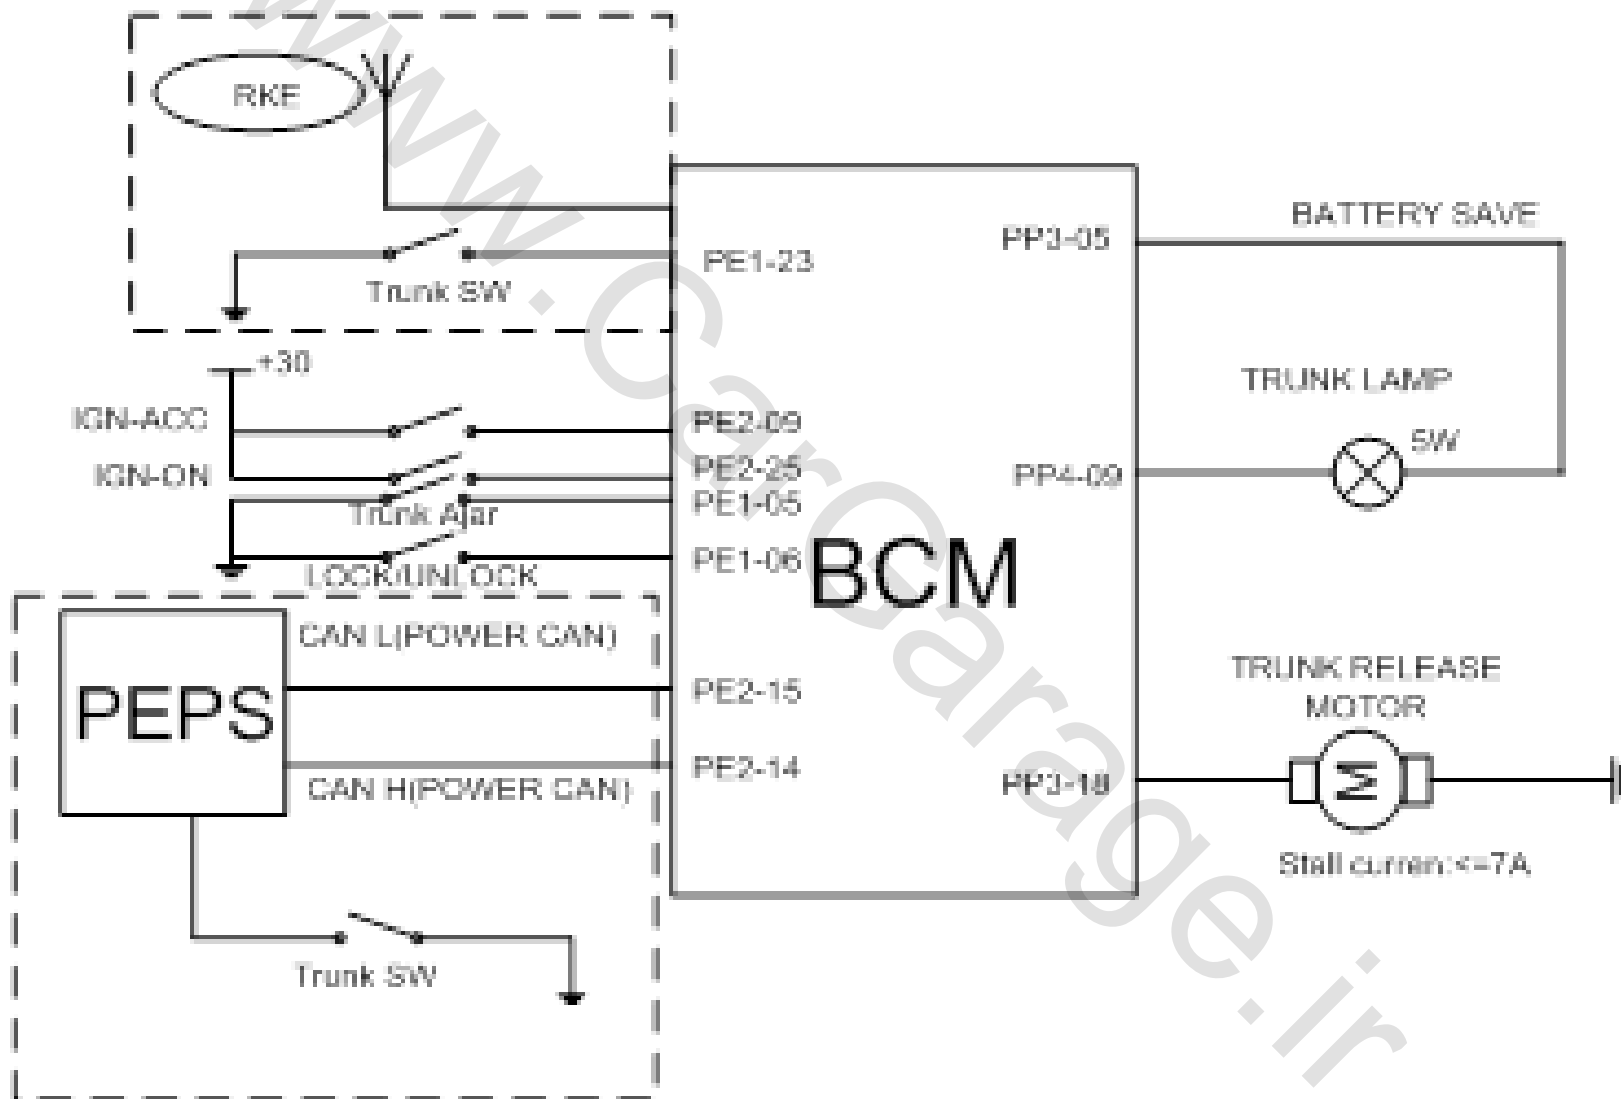 RKE
PE1-23
Trunk SW
PP3-05
BATTERY SAVE
+30
IGN-ACC
PE2-09
IGN-ON
PE2-25
PE1-05
Trunk Ajar
PE1-06
LOCK/UNLOCK
BCM
TRUNK LAMP
5W
PP4-09
PEPS
CAN L(POWER CAN)
PE2-15
PE2-14
CAN H(POWER CAN)
Trunk SW
TRUNK RELEASE
MOTOR
PP3-18
M
Stall current:<=7A
www.CarGarage.ir